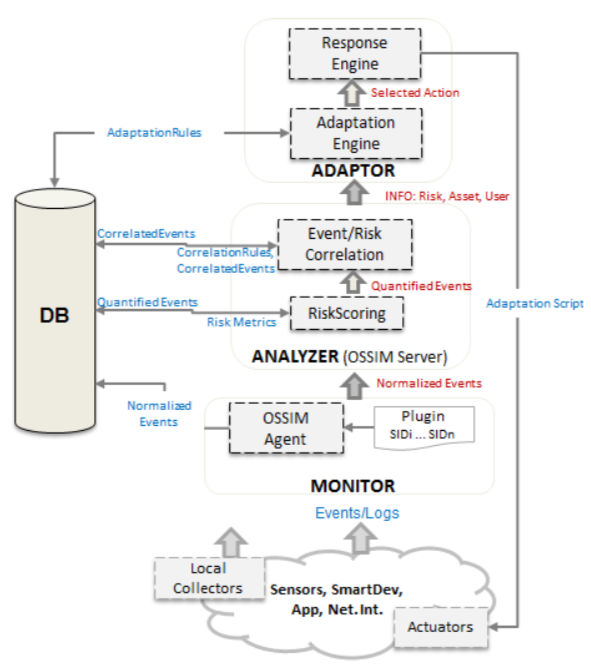 Response
Engine
Selected Action
AdaptationRules
Adaptation
Engine
ADAPTOR
INFO: Risk, Asset, User
CorrelatedEvents
CorrelationRules,
CorrelatedEvents
Event/Risk
Correlation
QuantifiedEvents
QuantifiedEvents
Risk Metrics
RiskScoring
Adaptation Script
DB
ANALYZER (OSSIM Server)
Normalized Events
Normalized
Events
OSSIM
Agent
Plugin
SIDi ... SIDn
MONITOR
Events/Logs
Local
Collectors
Sensors, SmartDev,
App, Net.Int.
Actuators